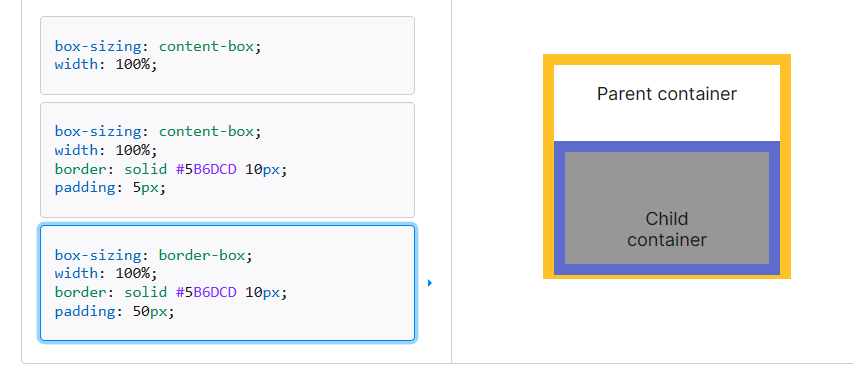 box-sizing: content-box;
width: 100%;
box-sizing: content-box;
width: 100%;
border: solid #5B6DCD 10px;
padding: 5px;
box-sizing: border-box;
width: 100%;
border: solid #5B6DCD 10px;
padding: 50px;
Parent container
Child
container